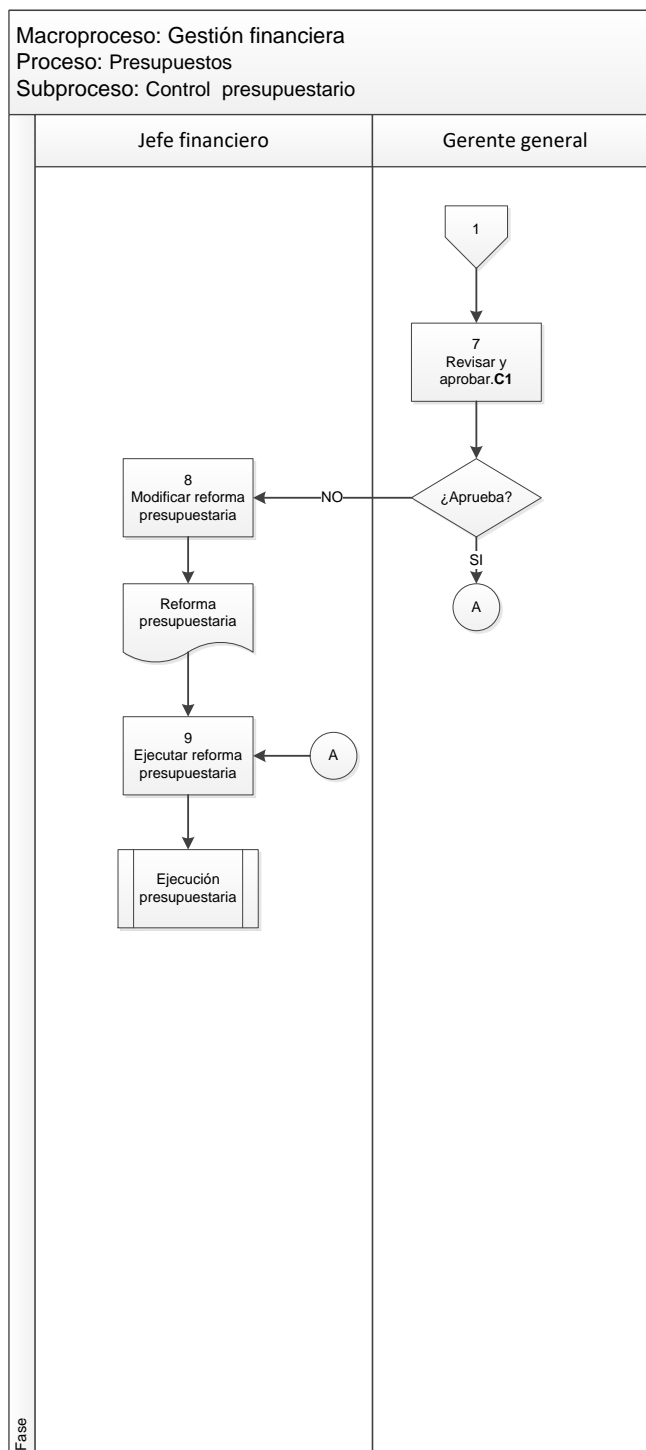 Macroproceso: Gestión financiera
Proceso: Presupuestos
Subproceso: Control presupuestario
Jefe financiero
Gerente general
1
7
Revisar y
aprobar.C1
¿Aprueba?
NO
SI
A
8
Modificar reforma
presupuestaria
Reforma
presupuestaria
9
Ejecutar reforma
presupuestaria
A
Ejecución
presupuestaria
Fase